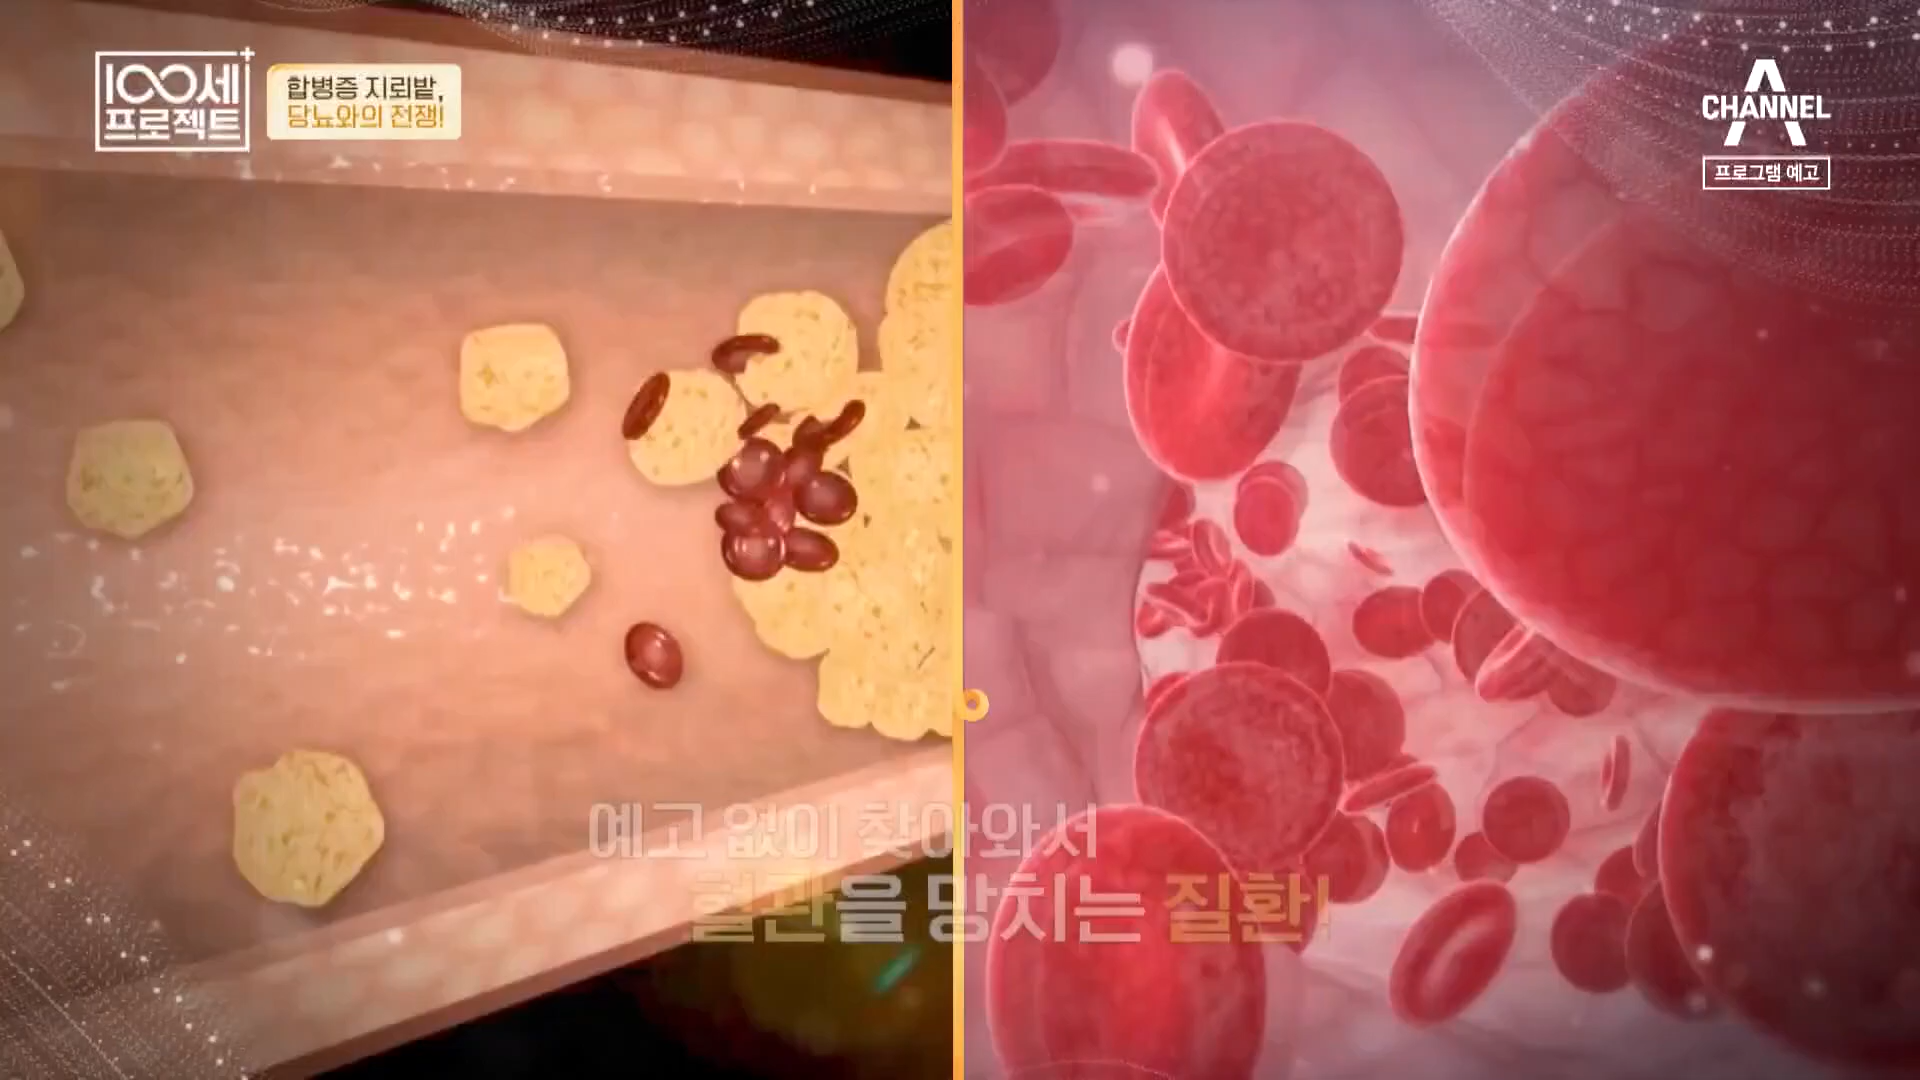 100세+
프로젝트
합병증 지뢰밭,
당뇨와의 전쟁!
CHANNEL A
프로그램 예고
예고 없이 찾아와서
혈관을 망치는 질환!